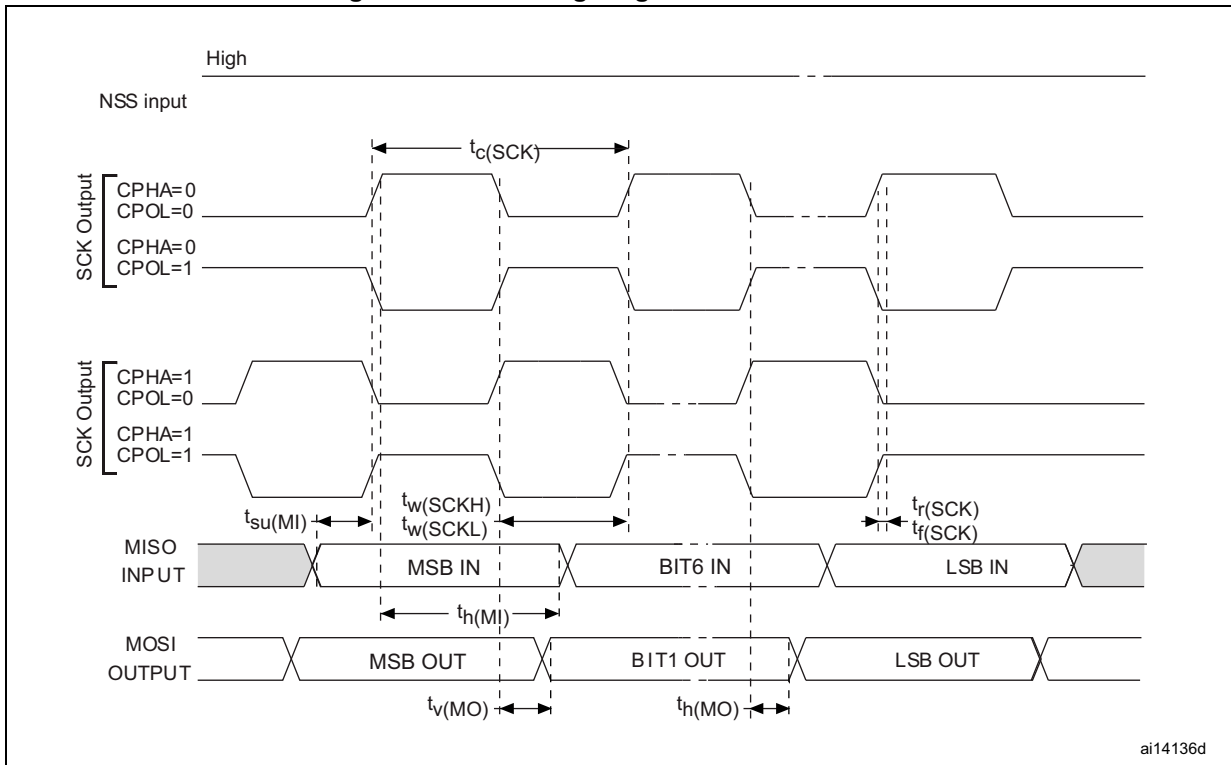 High
NSS input
tc(SCK)
SCK Output
CPHA=0
CPOL=0
CPHA=0
CPOL=1
SCK Output
CPHA=1
CPOL=0
CPHA=1
CPOL=1
tsu(MI)
tw(SCKH)
tw(SCKL)
tr(SCK)
tf(SCK)
MISO
INPUT
MSB IN
BIT6 IN
LSB IN
th(MI)
MOSI
OUTPUT
MSB OUT
BIT1 OUT
LSB OUT
tv(MO)
th(MO)
ai14136d